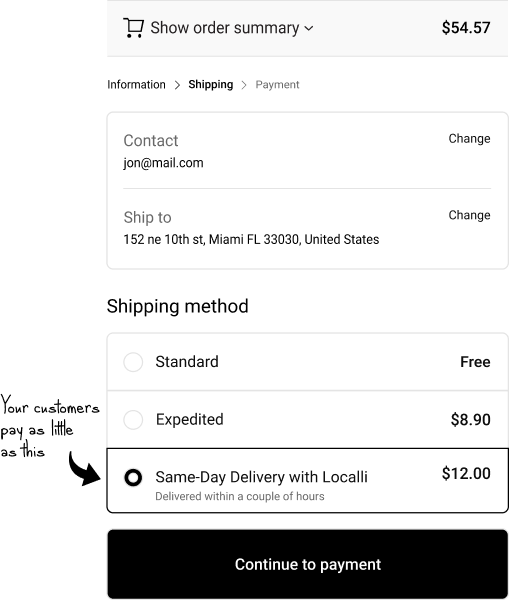 Show order summary $54.57
Information > Shipping > Payment
Contact Change
jon@mail.com
Ship to Change
152 ne 10th st, Miami FL 33030, United States
Shipping method
Standard Free
Expedited $8.90
Your customers
pay as little
as this
Same-Day Delivery with Localli $12.00
Delivered within a couple of hours
Continue to payment